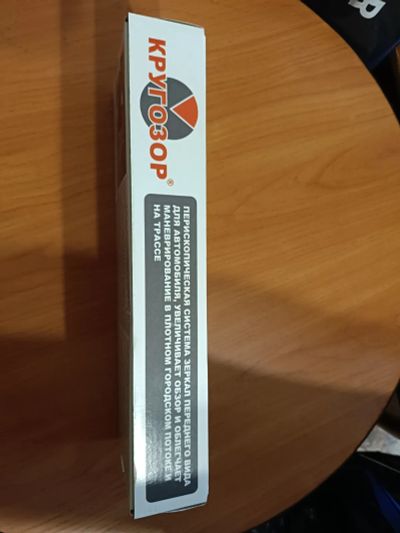 КРУГОЗОР®
ПЕРИСКОПИЧЕСКАЯ СИСТЕМА ЗЕРКАЛ ПЕРЕДНЕГО ВИДА
ДЛЯ АВТОМОБИЛЯ, УВЕЛИЧИВАЕТ ОБЗОР И ОБЛЕГЧАЕТ
МАНЕВРИРОВАНИЕ В ПЛОТНОМ ГОРОДСКОМ ПОТОКЕ И
НА ТРАССЕ